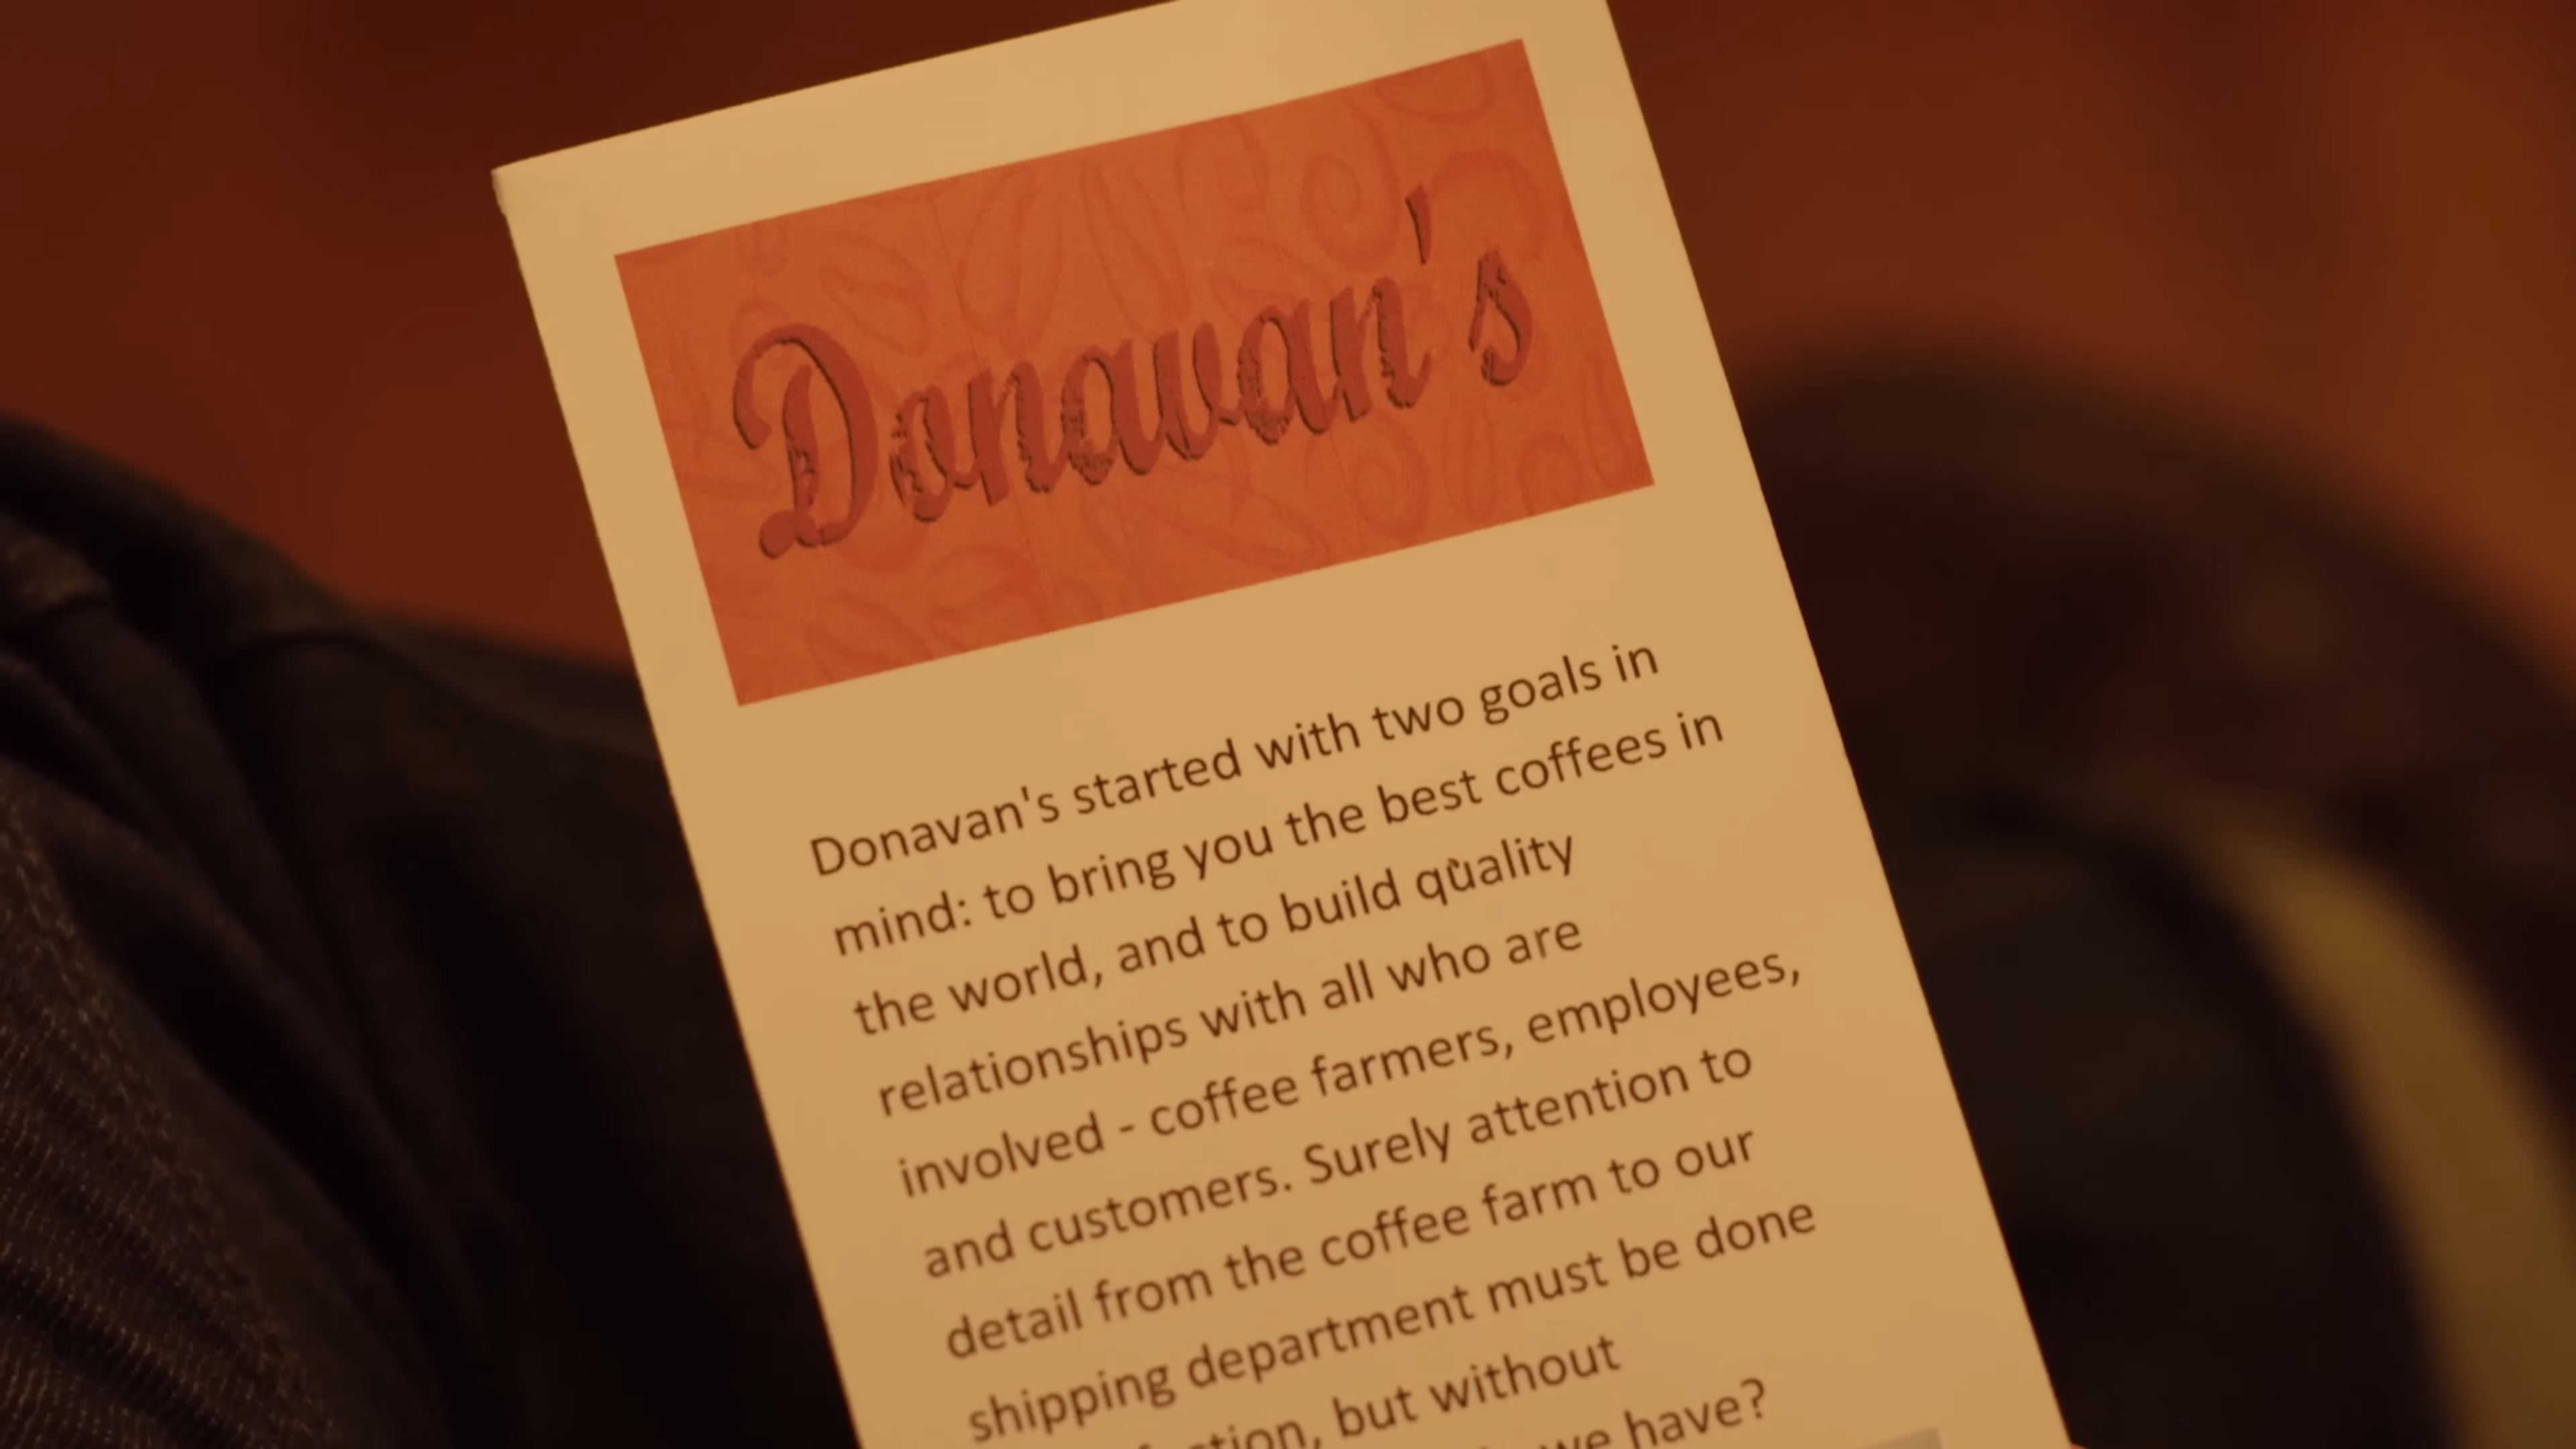 Donavan's
Donavan's started with two goals in
mind: to bring you the best coffees in
the world, and to build quality
relationships with all who are
involved - coffee farmers, employees,
and customers. Surely attention to
detail from the coffee farm to our
shipping department must be done
but without
we have?